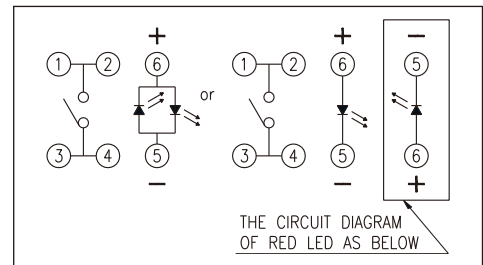 + + −
1 2 6 1 2 6 5
or
3 4 5 3 4 5 6
− − +
THE CIRCUIT DIAGRAM
OF RED LED AS BELOW